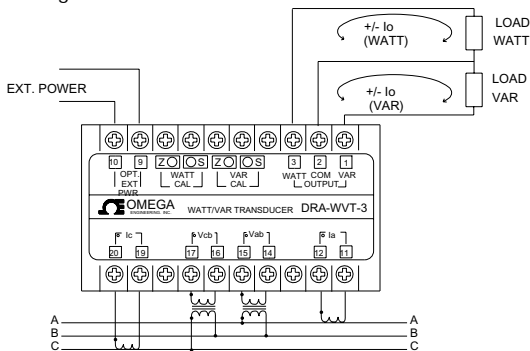 +/- Io
(WATT)
LOAD
WATT
+/- Io
(VAR)
LOAD
VAR
EXT. POWER
10 9 3 2 1
OPT.
EXT
PWR
Z S
WATT
CAL
Z S
VAR
CAL
WATT COM VAR
OUTPUT
OMEGA
ENGINEERING, INC.
WATT/VAR TRANSDUCER DRA-WVT-3
Ic Vcb Vab Ia
20 19 17 16 15 14 12 11
A A
B B
C C